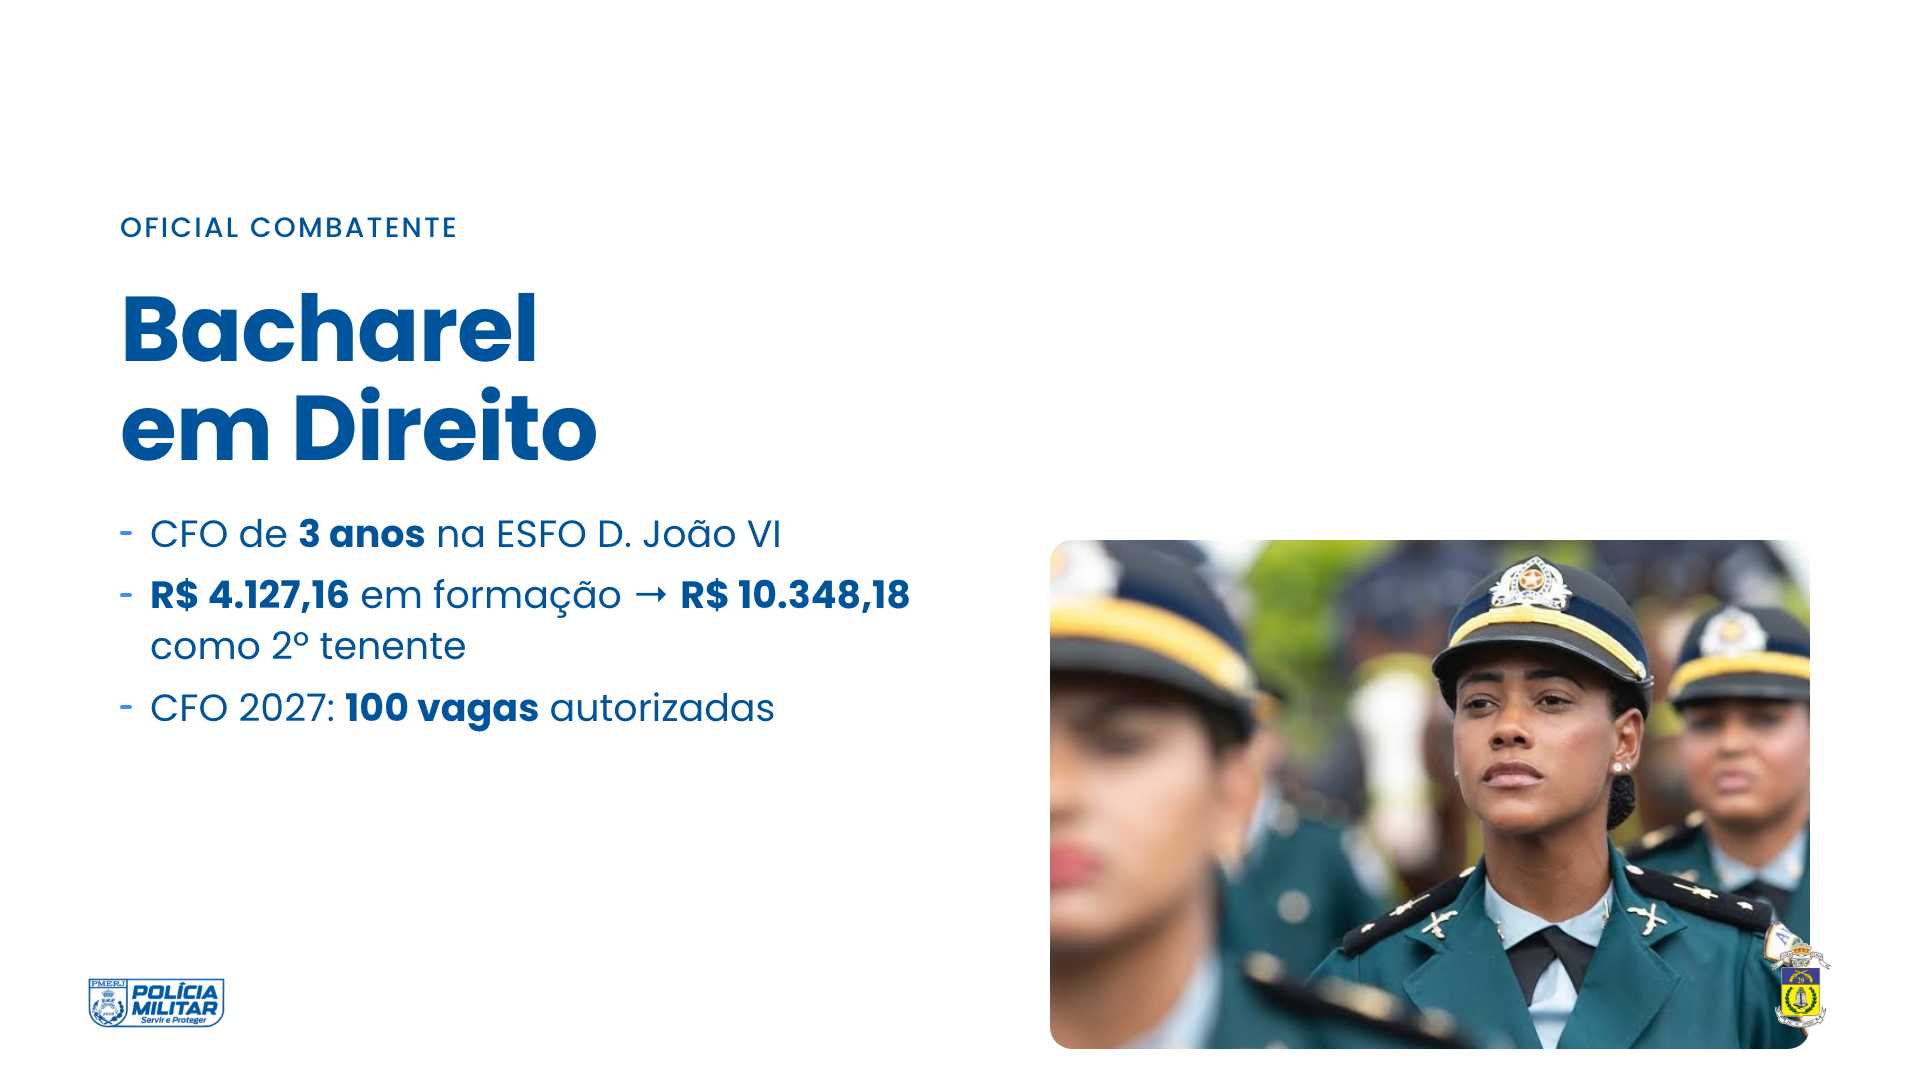 OFICIAL COMBATENTE
Bacharel
em Direito
- CFO de 3 anos na ESFO D. João VI
- R$ 4.127,16 em formação → R$ 10.348,18
como 2º tenente
- CFO 2027: 100 vagas autorizadas
PMERJ
POLÍCIA
MILITAR
Servir e Proteger